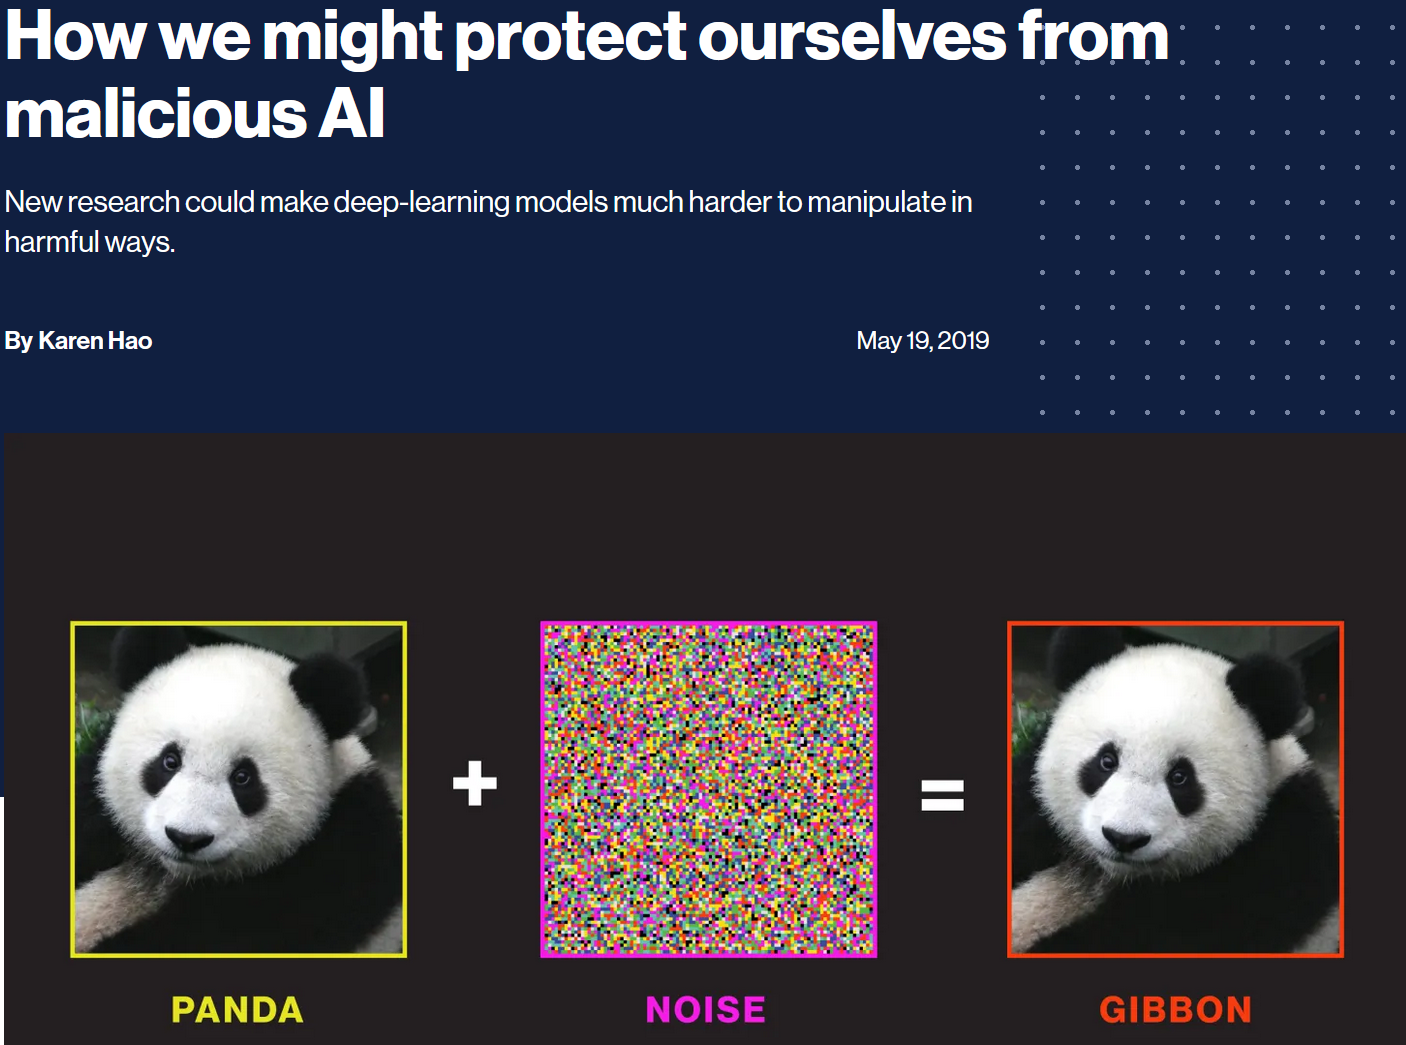 How we might protect ourselves from
malicious AI
New research could make deep-learning models much harder to manipulate in
harmful ways.
By Karen Hao
May 19, 2019
+
=
PANDA
NOISE
GIBBON